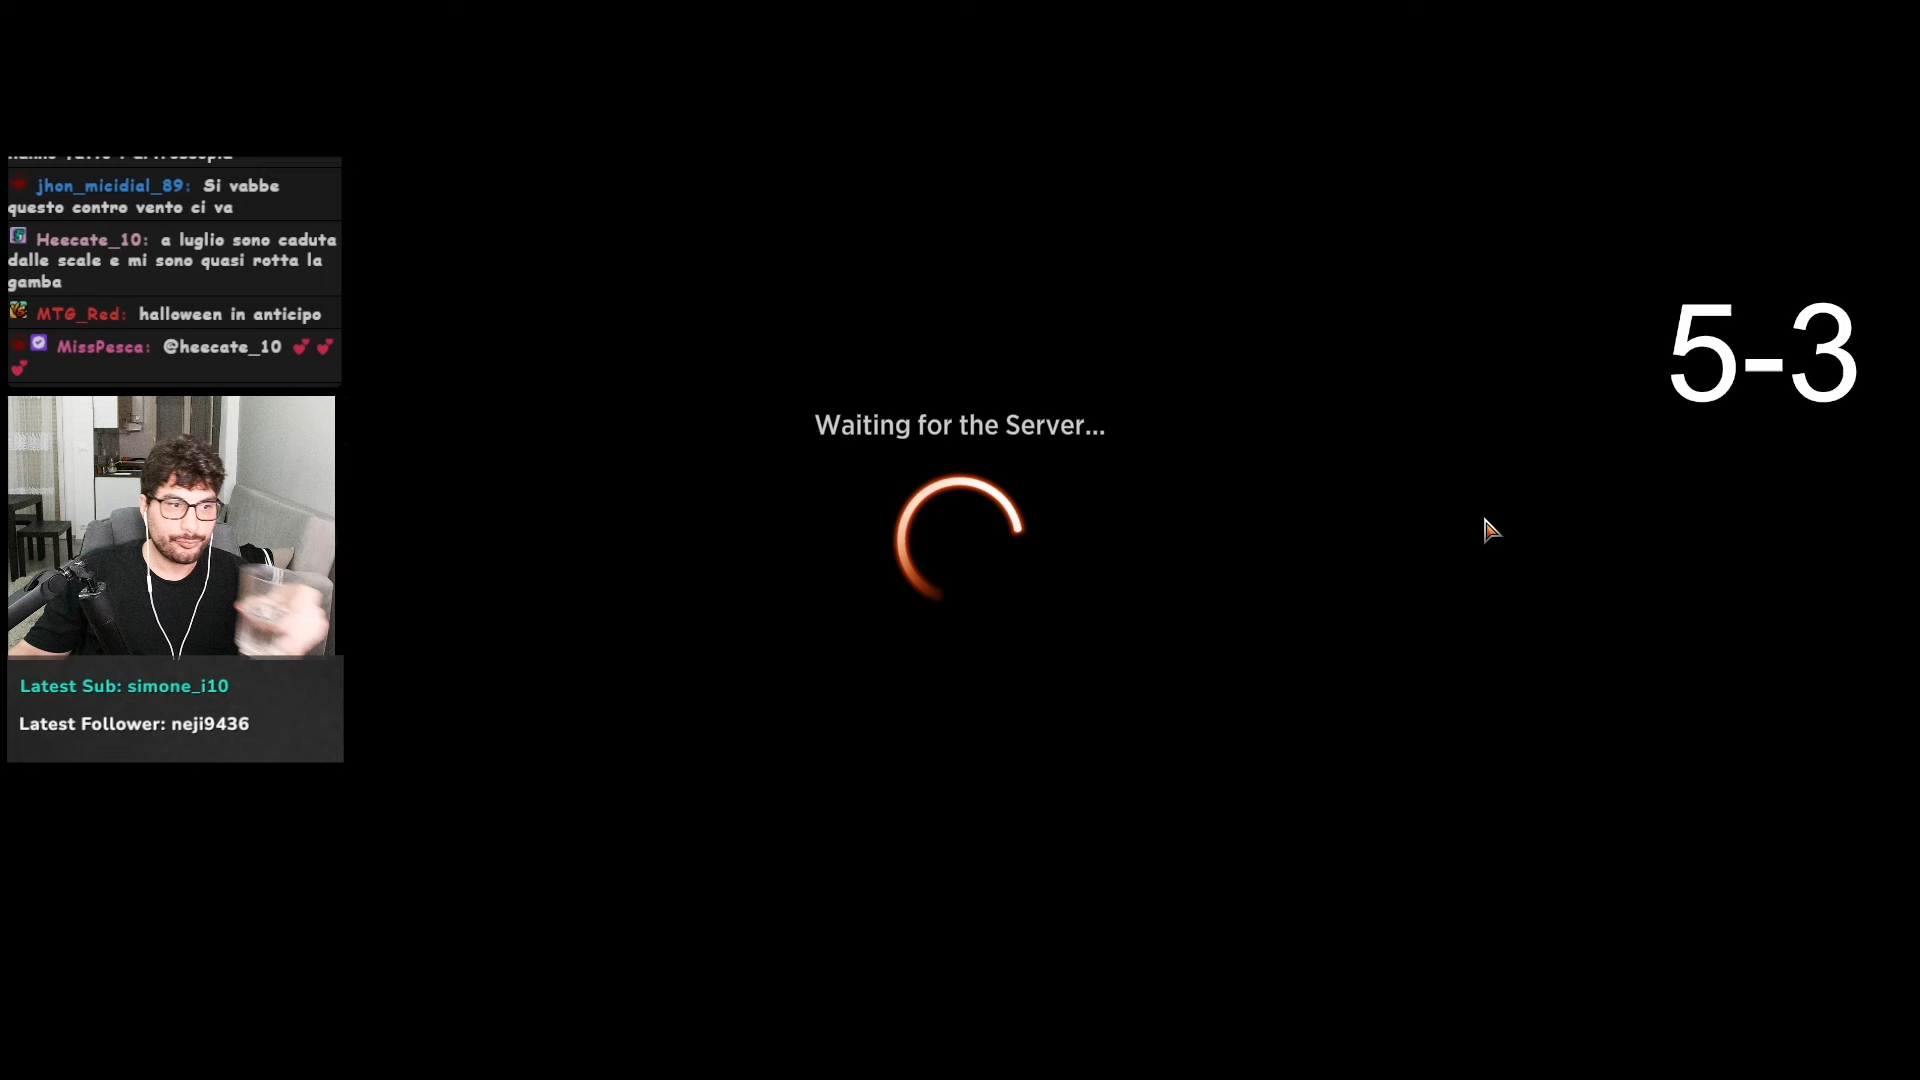 jhon_micidial_89: Si vabbe
questo contro vento ci va
Heecate_10: a luglio sono caduta
dalle scale e mi sono quasi rotta la
gamba
MTG_Red: halloween in anticipo
MissPesca: @heecate_10
5-3
Waiting for the Server...
Latest Sub: simone_i10
Latest Follower: neji9436